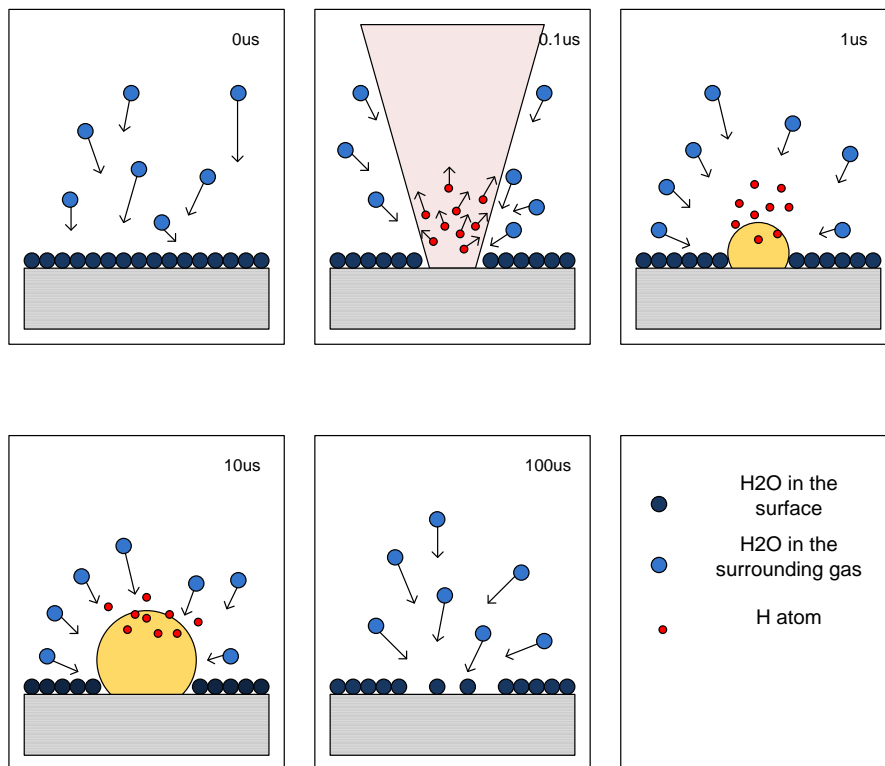 0us
0.1us
1us
10us
100us
H2O in the
surface
H2O in the
surrounding gas
H atom